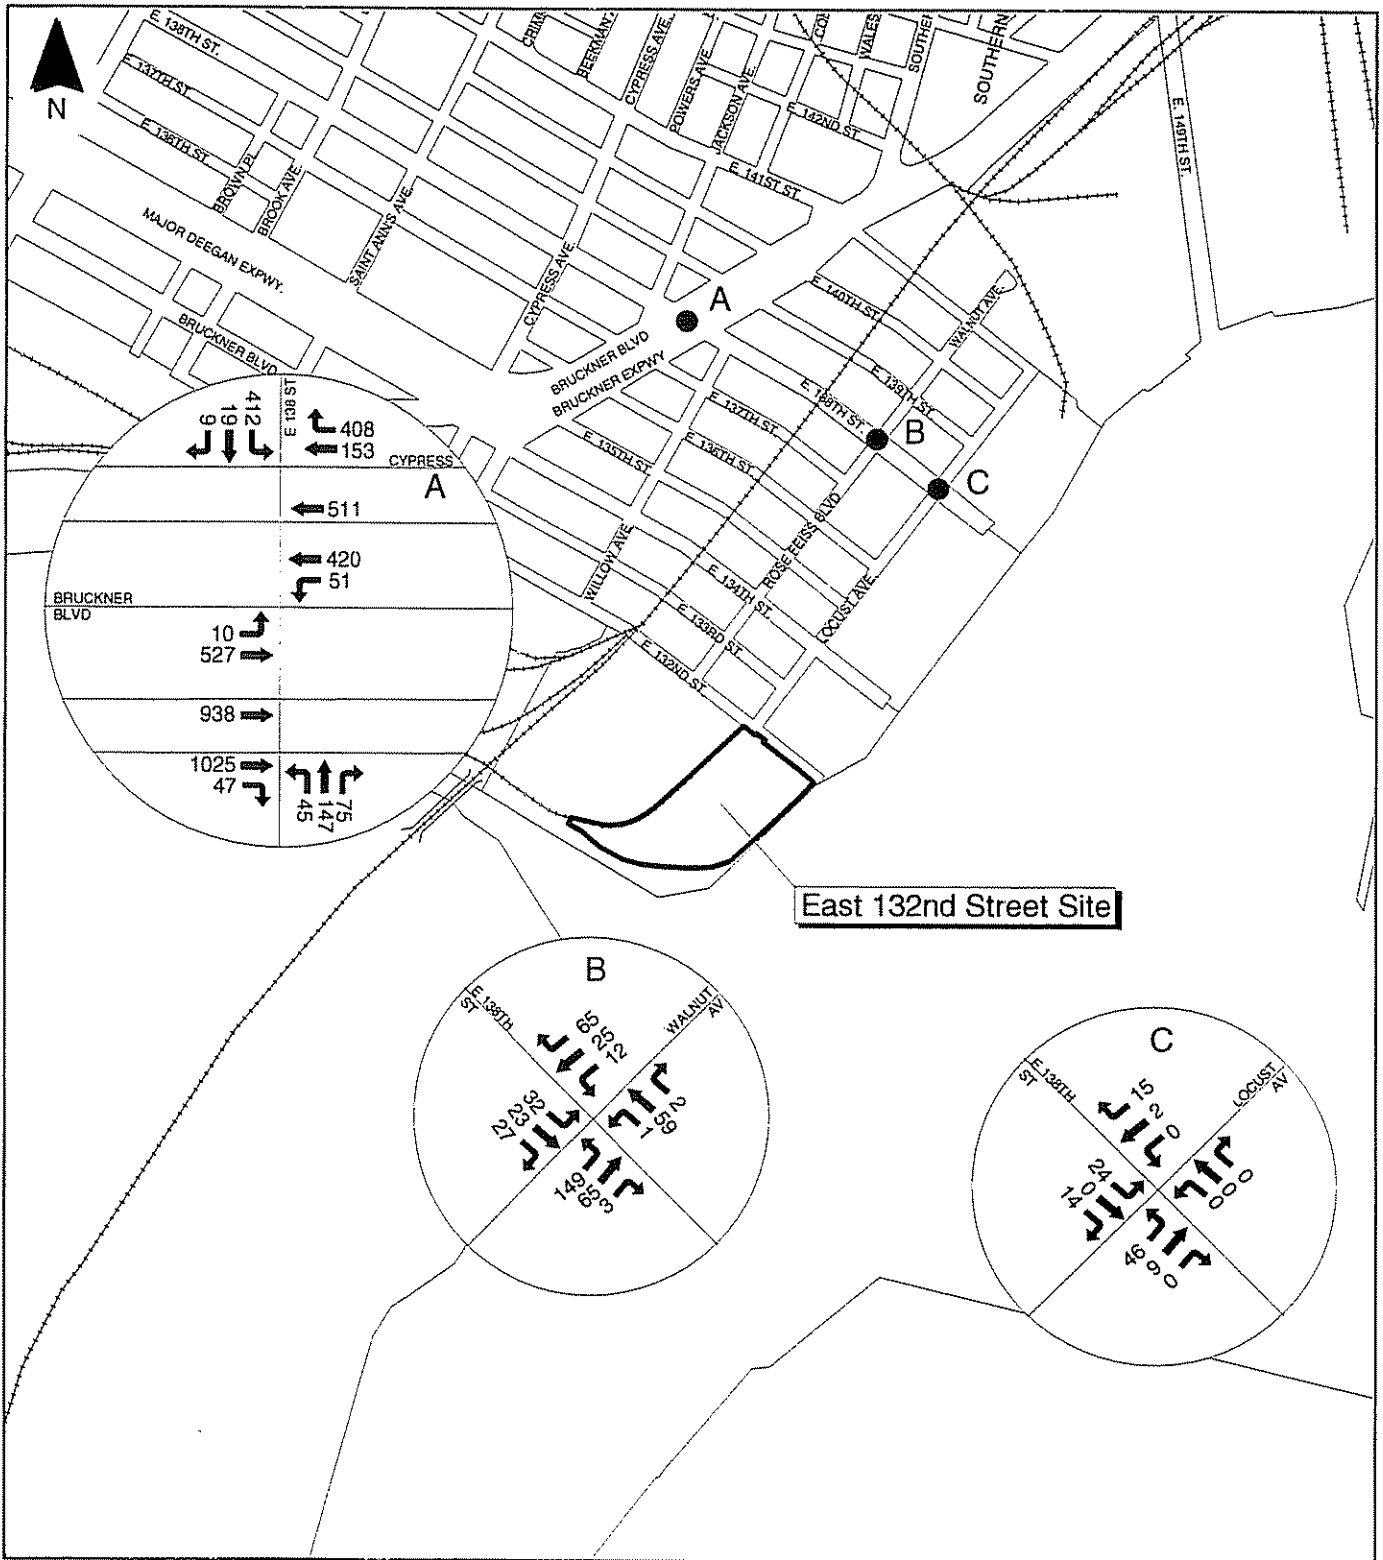 N
E. 138TH ST.
E. 137TH ST
E. 136TH ST.
BROWN PL
BROOK AVE.
SAINT ANN'S AVE.
MAJOR DEEGAN EXPWY.
BRUCKNER BLVD.
CYPRESS AVE.
CYPRESS AVE.
POWERS AVE.
JACKSON AVE.
WALES
SOUTHERN
E. 142ND ST.
E. 141ST ST.
E. 149TH ST.
A
BRUCKNER BLVD
BRUCKNER EXPWY
E. 140TH ST.
WALNUT AVE.
E. 139TH ST.
E. 138TH ST.
B
C
E. 137TH ST.
E. 136TH ST.
E. 135TH ST.
WILLOW AVE.
ROSE FEISS BLVD
LOCUST AVE.
E. 134TH ST.
E. 133RD ST.
E. 132ND ST.
East 132nd Street Site
E 138 ST
9
19
412
408
153
CYPRESS
A
511
420
51
BRUCKNER
BLVD
10
527
938
1025
47
45
147
75
B
E 138TH
ST
WALNUT
AV
65
25
12
32
23
27
2
59
1
149
65
3
C
E 138TH
ST
LOCUST
AV
15
2
0
24
0
14
0
0
0
46
9
0